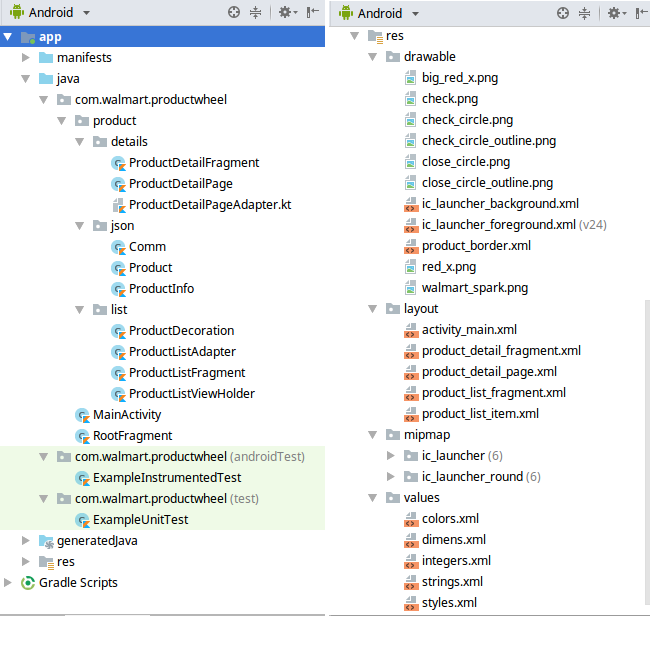 Android
app
manifests
java
com.walmart.productwheel
product
details
ProductDetailFragment
ProductDetailPage
ProductDetailPageAdapter.kt
json
Comm
Product
ProductInfo
list
ProductDecoration
ProductListAdapter
ProductListFragment
ProductListViewHolder
MainActivity
RootFragment
com.walmart.productwheel (androidTest)
ExampleInstrumentedTest
com.walmart.productwheel (test)
ExampleUnitTest
generatedJava
res
Gradle Scripts
Android
res
drawable
big_red_x.png
check.png
check_circle.png
check_circle_outline.png
close_circle.png
close_circle_outline.png
ic_launcher_background.xml
ic_launcher_foreground.xml (v24)
product_border.xml
red_x.png
walmart_spark.png
layout
activity_main.xml
product_detail_fragment.xml
product_detail_page.xml
product_list_fragment.xml
product_list_item.xml
mipmap
ic_launcher (6)
ic_launcher_round (6)
values
colors.xml
dimens.xml
integers.xml
strings.xml
styles.xml